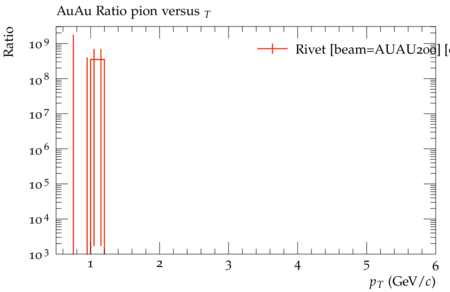 AuAu Ratio pion versus T
Ratio
10⁹
10⁸
10⁷
10⁶
10⁵
10⁴
10³
Rivet [beam=AUAU200] [
1 2 3 4 5 6
pT (GeV/c)